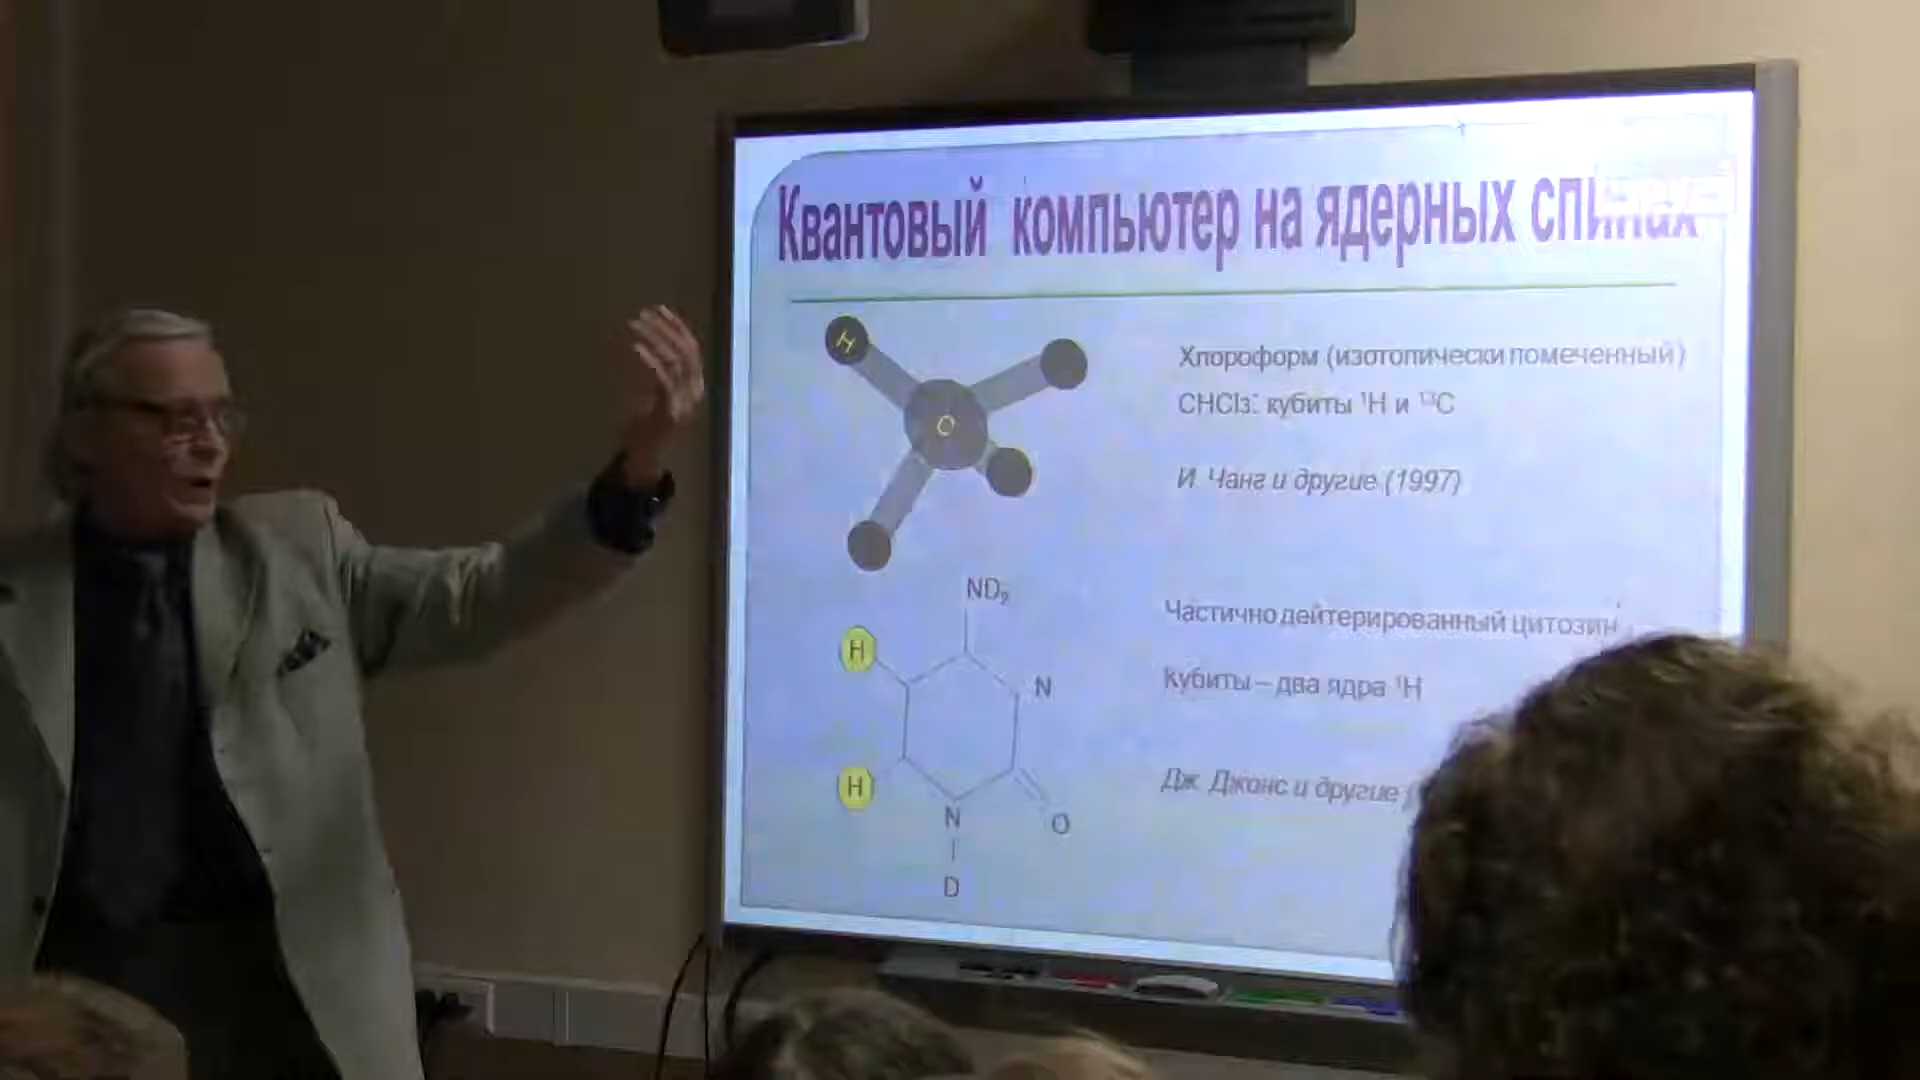 Квантовый компьютер на ядерных спинах
H
O
Хлороформ (изотопически помеченный)
CHCl3: кубиты ¹H и ¹³C
И. Чанг и другие (1997)
ND₂
H
N
H
N
O
D
Частично дейтерированный цитозин
Кубиты – два ядра ¹H
Дж. Джонс и другие